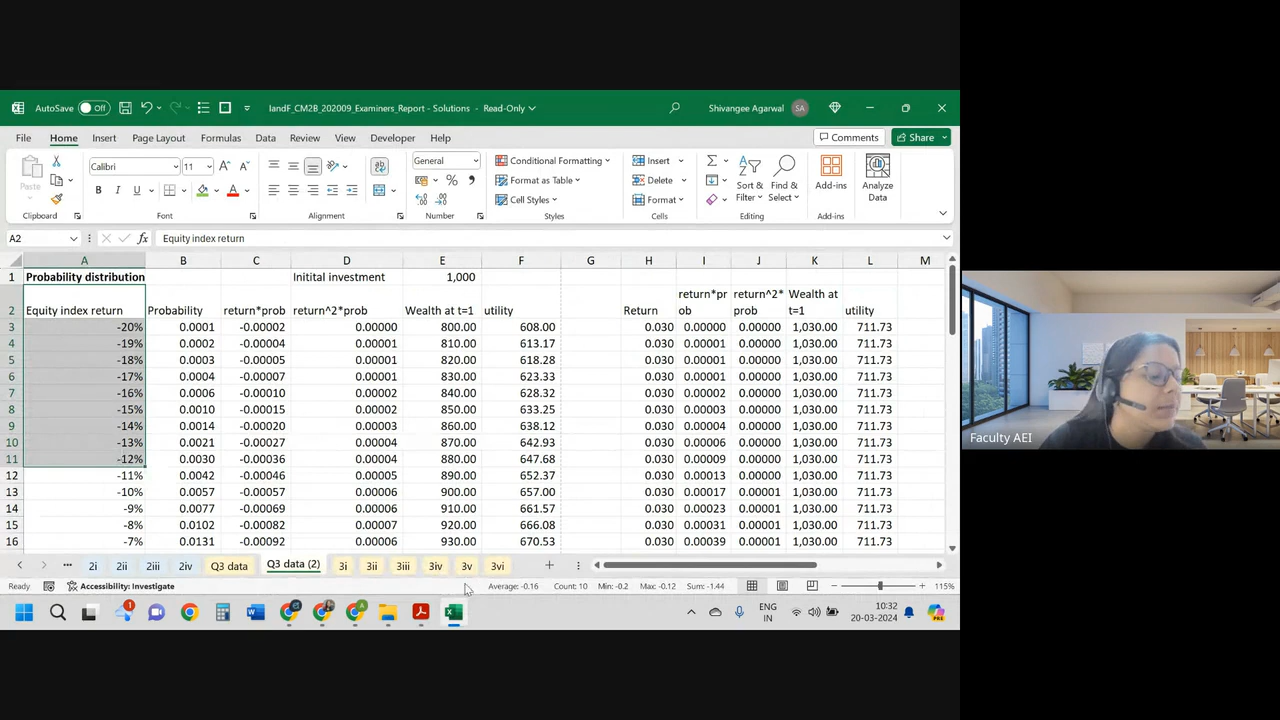 AutoSave Off IandF_CM2B_202009_Examiners_Report - Solutions - Read-Only Shivangee Agarwal SA
File Home Insert Page Layout Formulas Data Review View Developer Help Comments Share
Paste Calibri 11 General Conditional Formatting Insert Sort & Filter Find & Select Add-ins Analyze Data
B I U Format as Table Delete
Cell Styles Format
Clipboard Font Alignment Number Styles Cells Editing Add-ins
A2 fx Equity index return
A B C D E F G H I J K L M
1 Probability distribution Initital investment 1,000
2 Equity index return Probability return*prob return^2*prob Wealth at t=1 utility Return return*prob return^2*prob Wealth at t=1 utility
3 -20% 0.0001 -0.00002 0.00000 800.00 608.00 0.030 0.00000 0.00000 1,030.00 711.73
4 -19% 0.0002 -0.00004 0.00001 810.00 613.17 0.030 0.00001 0.00000 1,030.00 711.73
5 -18% 0.0003 -0.00005 0.00001 820.00 618.28 0.030 0.00001 0.00000 1,030.00 711.73
6 -17% 0.0004 -0.00007 0.00001 830.00 623.33 0.030 0.00001 0.00000 1,030.00 711.73
7 -16% 0.0006 -0.00010 0.00002 840.00 628.32 0.030 0.00002 0.00000 1,030.00 711.73
8 -15% 0.0010 -0.00015 0.00002 850.00 633.25 0.030 0.00003 0.00000 1,030.00 711.73
9 -14% 0.0014 -0.00020 0.00003 860.00 638.12 0.030 0.00004 0.00000 1,030.00 711.73
10 -13% 0.0021 -0.00027 0.00004 870.00 642.93 0.030 0.00006 0.00000 1,030.00 711.73
11 -12% 0.0030 -0.00036 0.00004 880.00 647.68 0.030 0.00009 0.00000 1,030.00 711.73
12 -11% 0.0042 -0.00046 0.00005 890.00 652.37 0.030 0.00013 0.00000 1,030.00 711.73
13 -10% 0.0057 -0.00057 0.00006 900.00 657.00 0.030 0.00017 0.00001 1,030.00 711.73
14 -9% 0.0077 -0.00069 0.00006 910.00 661.57 0.030 0.00023 0.00001 1,030.00 711.73
15 -8% 0.0102 -0.00082 0.00007 920.00 666.08 0.030 0.00031 0.00001 1,030.00 711.73
16 -7% 0.0131 -0.00092 0.00006 930.00 670.53 0.030 0.00039 0.00001 1,030.00 711.73
2i 2ii 2iii 2iv Q3 data Q3 data (2) 3i 3ii 3iii 3iv 3v 3vi
Ready Accessibility: Investigate Average: -0.16 Count: 10 Min: -0.2 Max: -0.12 Sum: -1.44 115%
ENG IN 10:32 20-03-2024
Faculty AEI